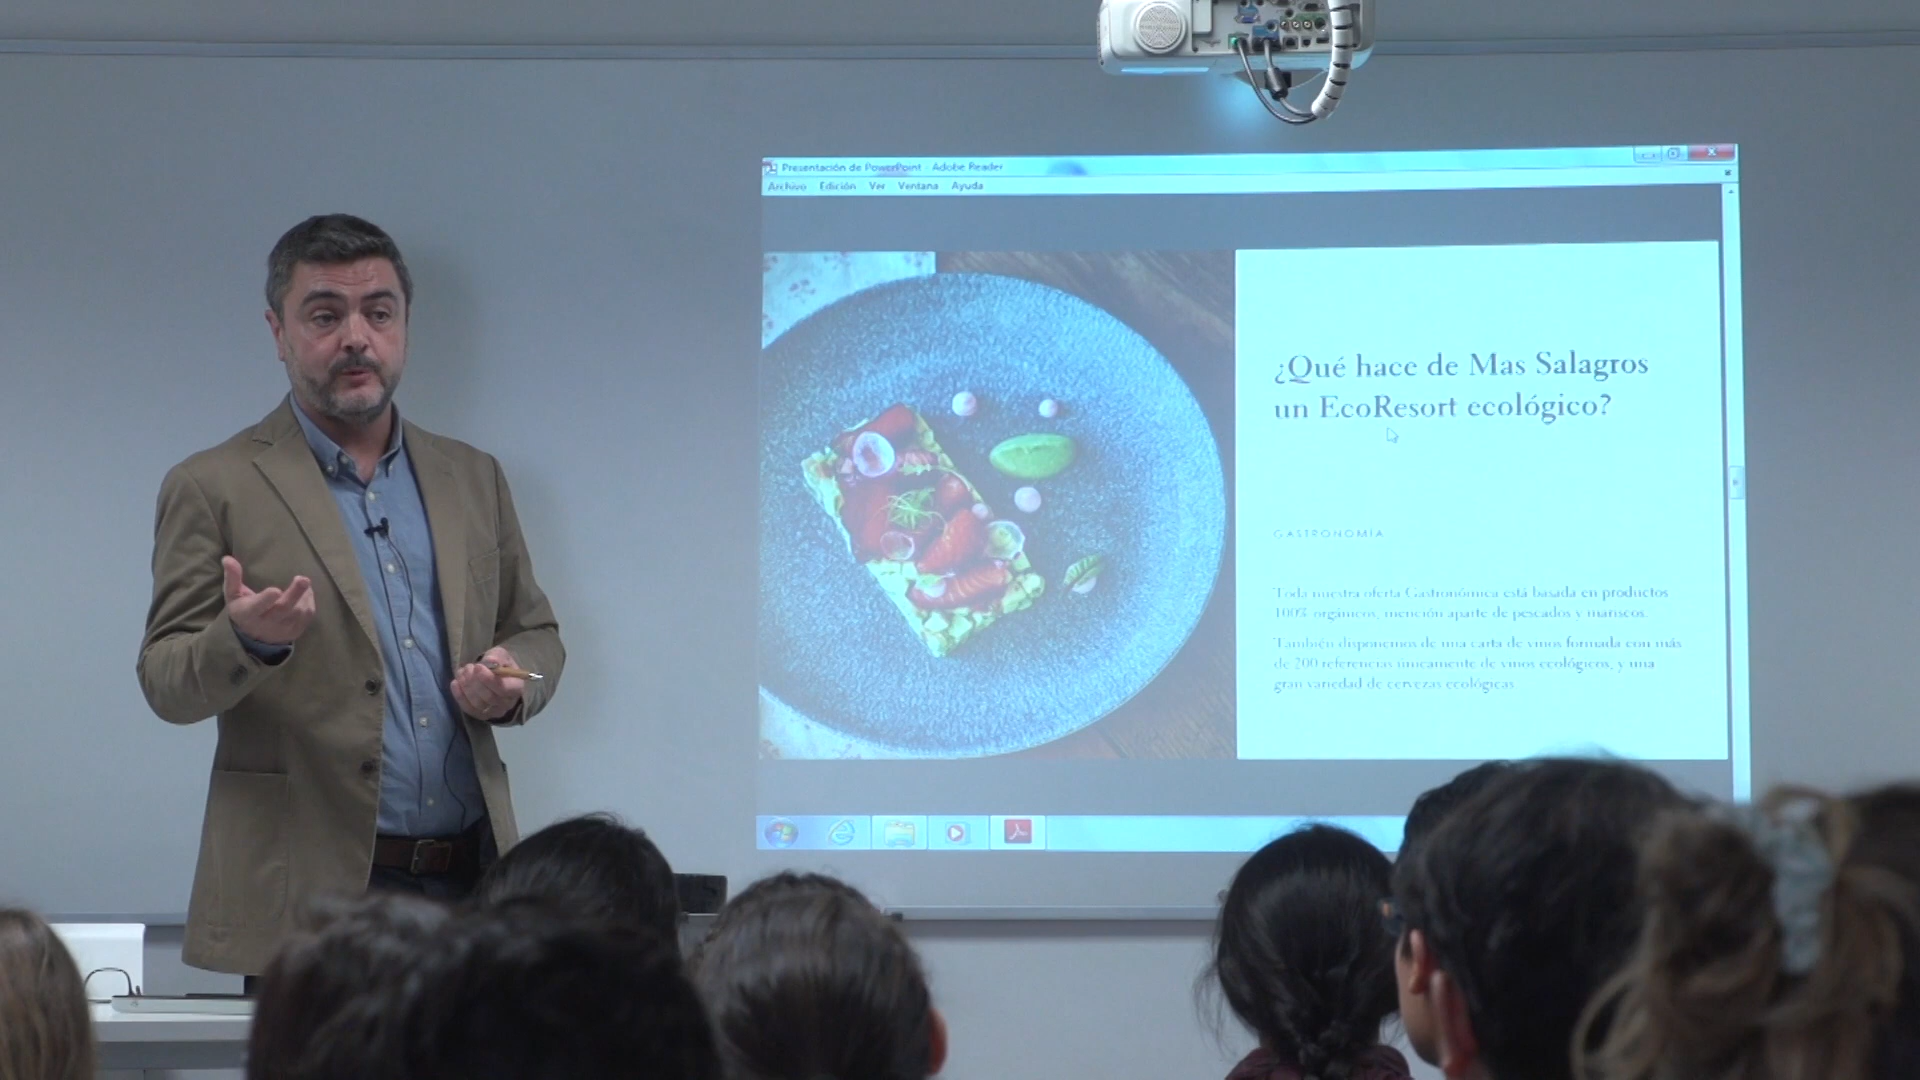 Presentación de PowerPoint - Adobe Reader
Archivo Edición Ver Ventana Ayuda
¿Qué hace de Mas Salagros
un EcoResort ecológico?
GASTRONOMÍA
Toda nuestra oferta Gastronómica está basada en productos
100% orgánicos, mención aparte de pescados y mariscos.
También disponemos de una carta de vinos formada con más
de 200 referencias únicamente de vinos ecológicos, y una
gran variedad de cervezas ecológicas